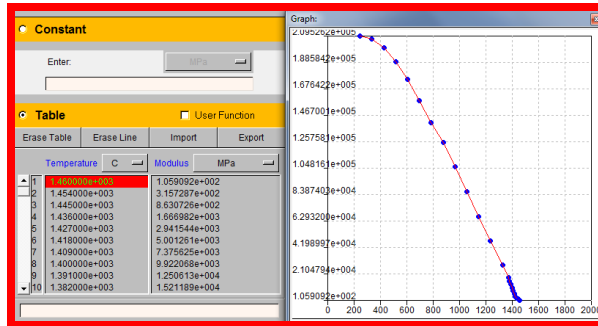 Constant
Enter:
MPa
Table
User Function
Erase Table
Erase Line
Import
Export
Temperature C Modulus MPa
1 1.460000e+003 1.059092e+002
2 1.454000e+003 3.157287e+002
3 1.445000e+003 8.630726e+002
4 1.436000e+003 1.666982e+003
5 1.427000e+003 2.941544e+003
6 1.418000e+003 5.001261e+003
7 1.409000e+003 7.375625e+003
8 1.400000e+003 9.922068e+003
9 1.391000e+003 1.250613e+004
10 1.382000e+003 1.521189e+004
Graph:
2.095262e+005
1.885842e+005
1.676422e+005
1.467001e+005
1.257581e+005
1.048161e+005
8.387403e+004
6.293200e+004
4.198997e+004
2.104794e+004
1.059092e+002
0 200 400 600 800 1000 1200 1400 1600 1800 2000